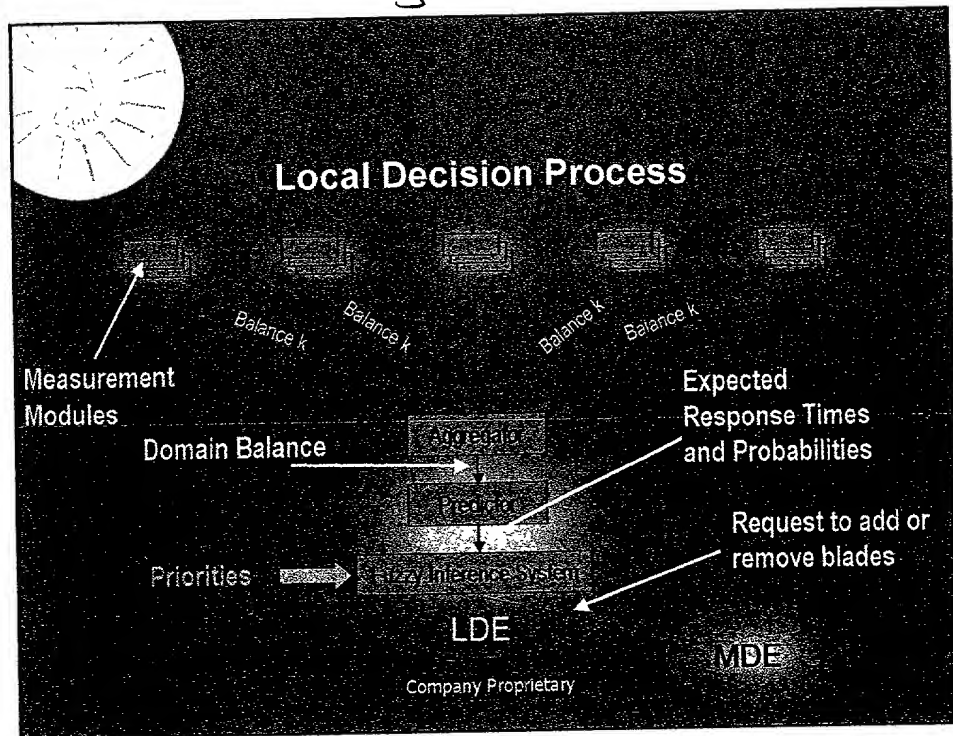 Local Decision Process
Balance k
Balance k
Balance k
Balance k
Measurement
Modules
Expected
Response Times
and Probabilities
Domain Balance
Aggregator
Predictor
Request to add or
remove blades
Priorities
Fuzzy Inference System
LDE
MDE
Company Proprietary